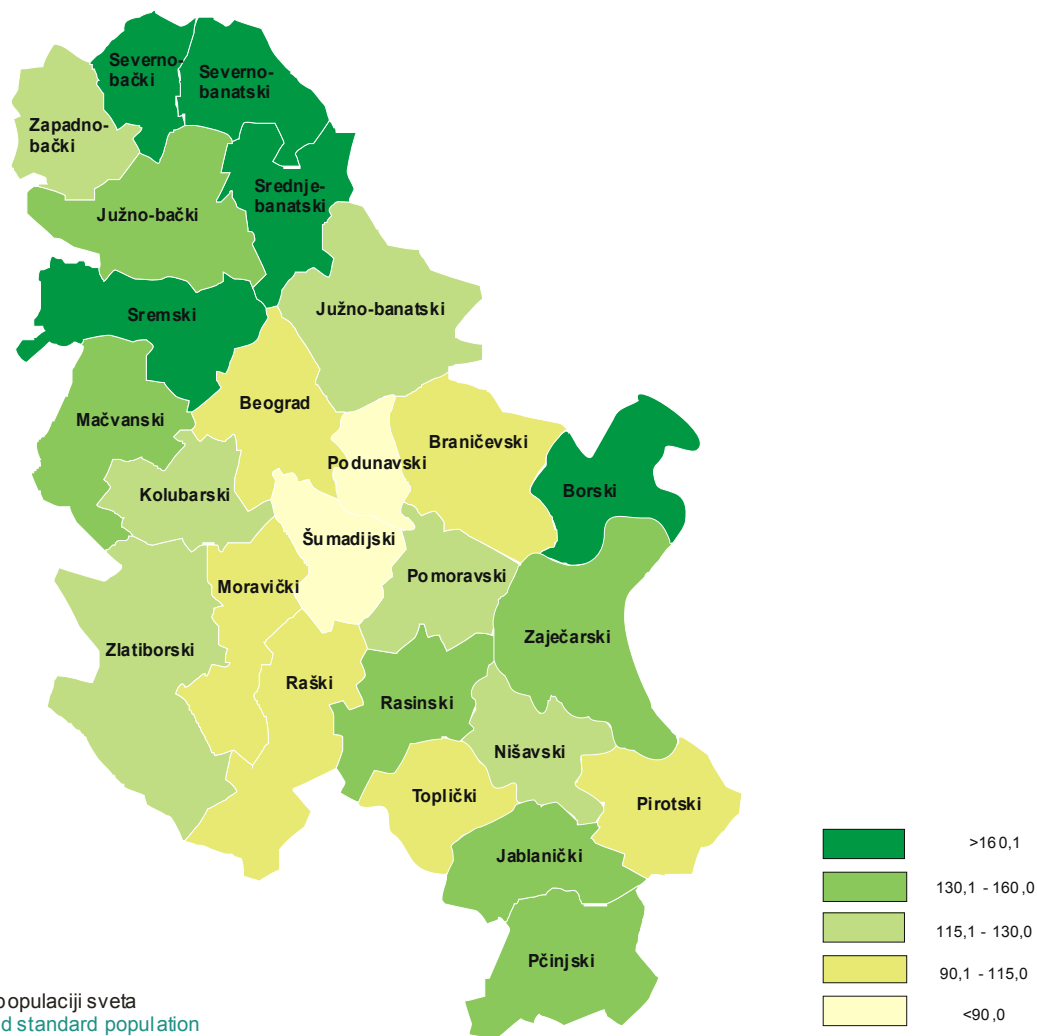 Severno-
bački
Severno-
banatski
Zapadno-
bački
Srednje-
banatski
Južno-bački
Južno-banatski
Sremski
Beograd
Mačvanski
Braničevski
Podunavski
Kolubarski
Borski
Šumadijski
Pomoravski
Moravički
Zaječarski
Zlatiborski
Raški
Rasinski
Nišavski
Toplički
Pirotski
Jablanički
Pčinjski
>160,1
130,1 - 160,0
115,1 - 130,0
90,1 - 115,0
<90,0
populaciji sveta
d standard population